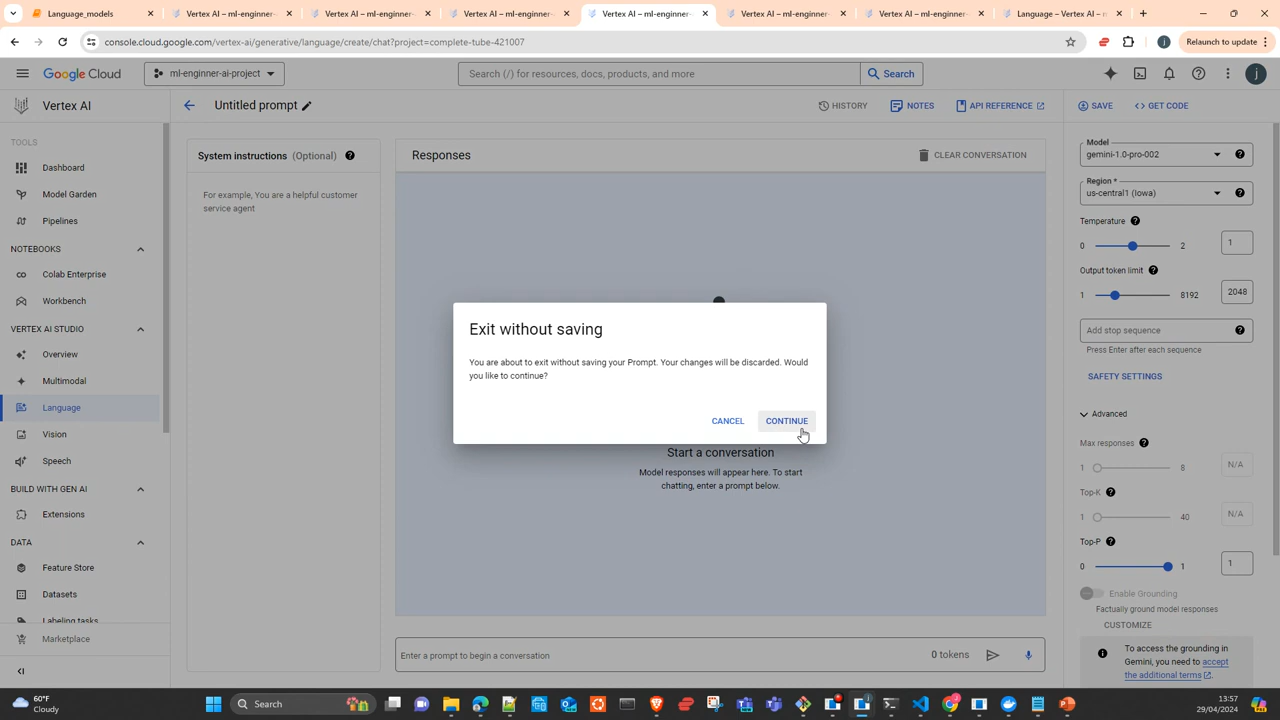 Language_models
Vertex AI – ml-enginner-
Vertex AI – ml-enginner-
Vertex AI – ml-enginner-
Vertex AI – ml-enginner-
Vertex AI – ml-enginner-
Vertex AI – ml-enginner-
Language – Vertex AI – r
console.cloud.google.com/vertex-ai/generative/language/create/chat?project=complete-tube-421007
j
Relaunch to update
Google Cloud
ml-enginner-ai-project
Search (/) for resources, docs, products, and more
Search
j
Vertex AI
Untitled prompt
HISTORY
NOTES
API REFERENCE
SAVE
GET CODE
TOOLS
Dashboard
Model Garden
Pipelines
NOTEBOOKS
Colab Enterprise
Workbench
VERTEX AI STUDIO
Overview
Multimodal
Language
Vision
Speech
BUILD WITH GEN AI
Extensions
DATA
Feature Store
Datasets
Labeling tasks
Marketplace
System instructions (Optional)
For example, You are a helpful customer
service agent
Responses
CLEAR CONVERSATION
Exit without saving
You are about to exit without saving your Prompt. Your changes will be discarded. Would
you like to continue?
CANCEL
CONTINUE
Start a conversation
Model responses will appear here. To start
chatting, enter a prompt below.
Enter a prompt to begin a conversation
0 tokens
Model
gemini-1.0-pro-002
Region *
us-central1 (Iowa)
Temperature
0 2 1
Output token limit
1 8192 2048
Add stop sequence
Press Enter after each sequence
SAFETY SETTINGS
Advanced
Max responses
1 8 N/A
Top-K
1 40 N/A
Top-P
0 1 1
Enable Grounding
Factually ground model responses
CUSTOMIZE
To access the grounding in
Gemini, you need to accept
the additional terms
60°F
Cloudy
Search
13:57
29/04/2024